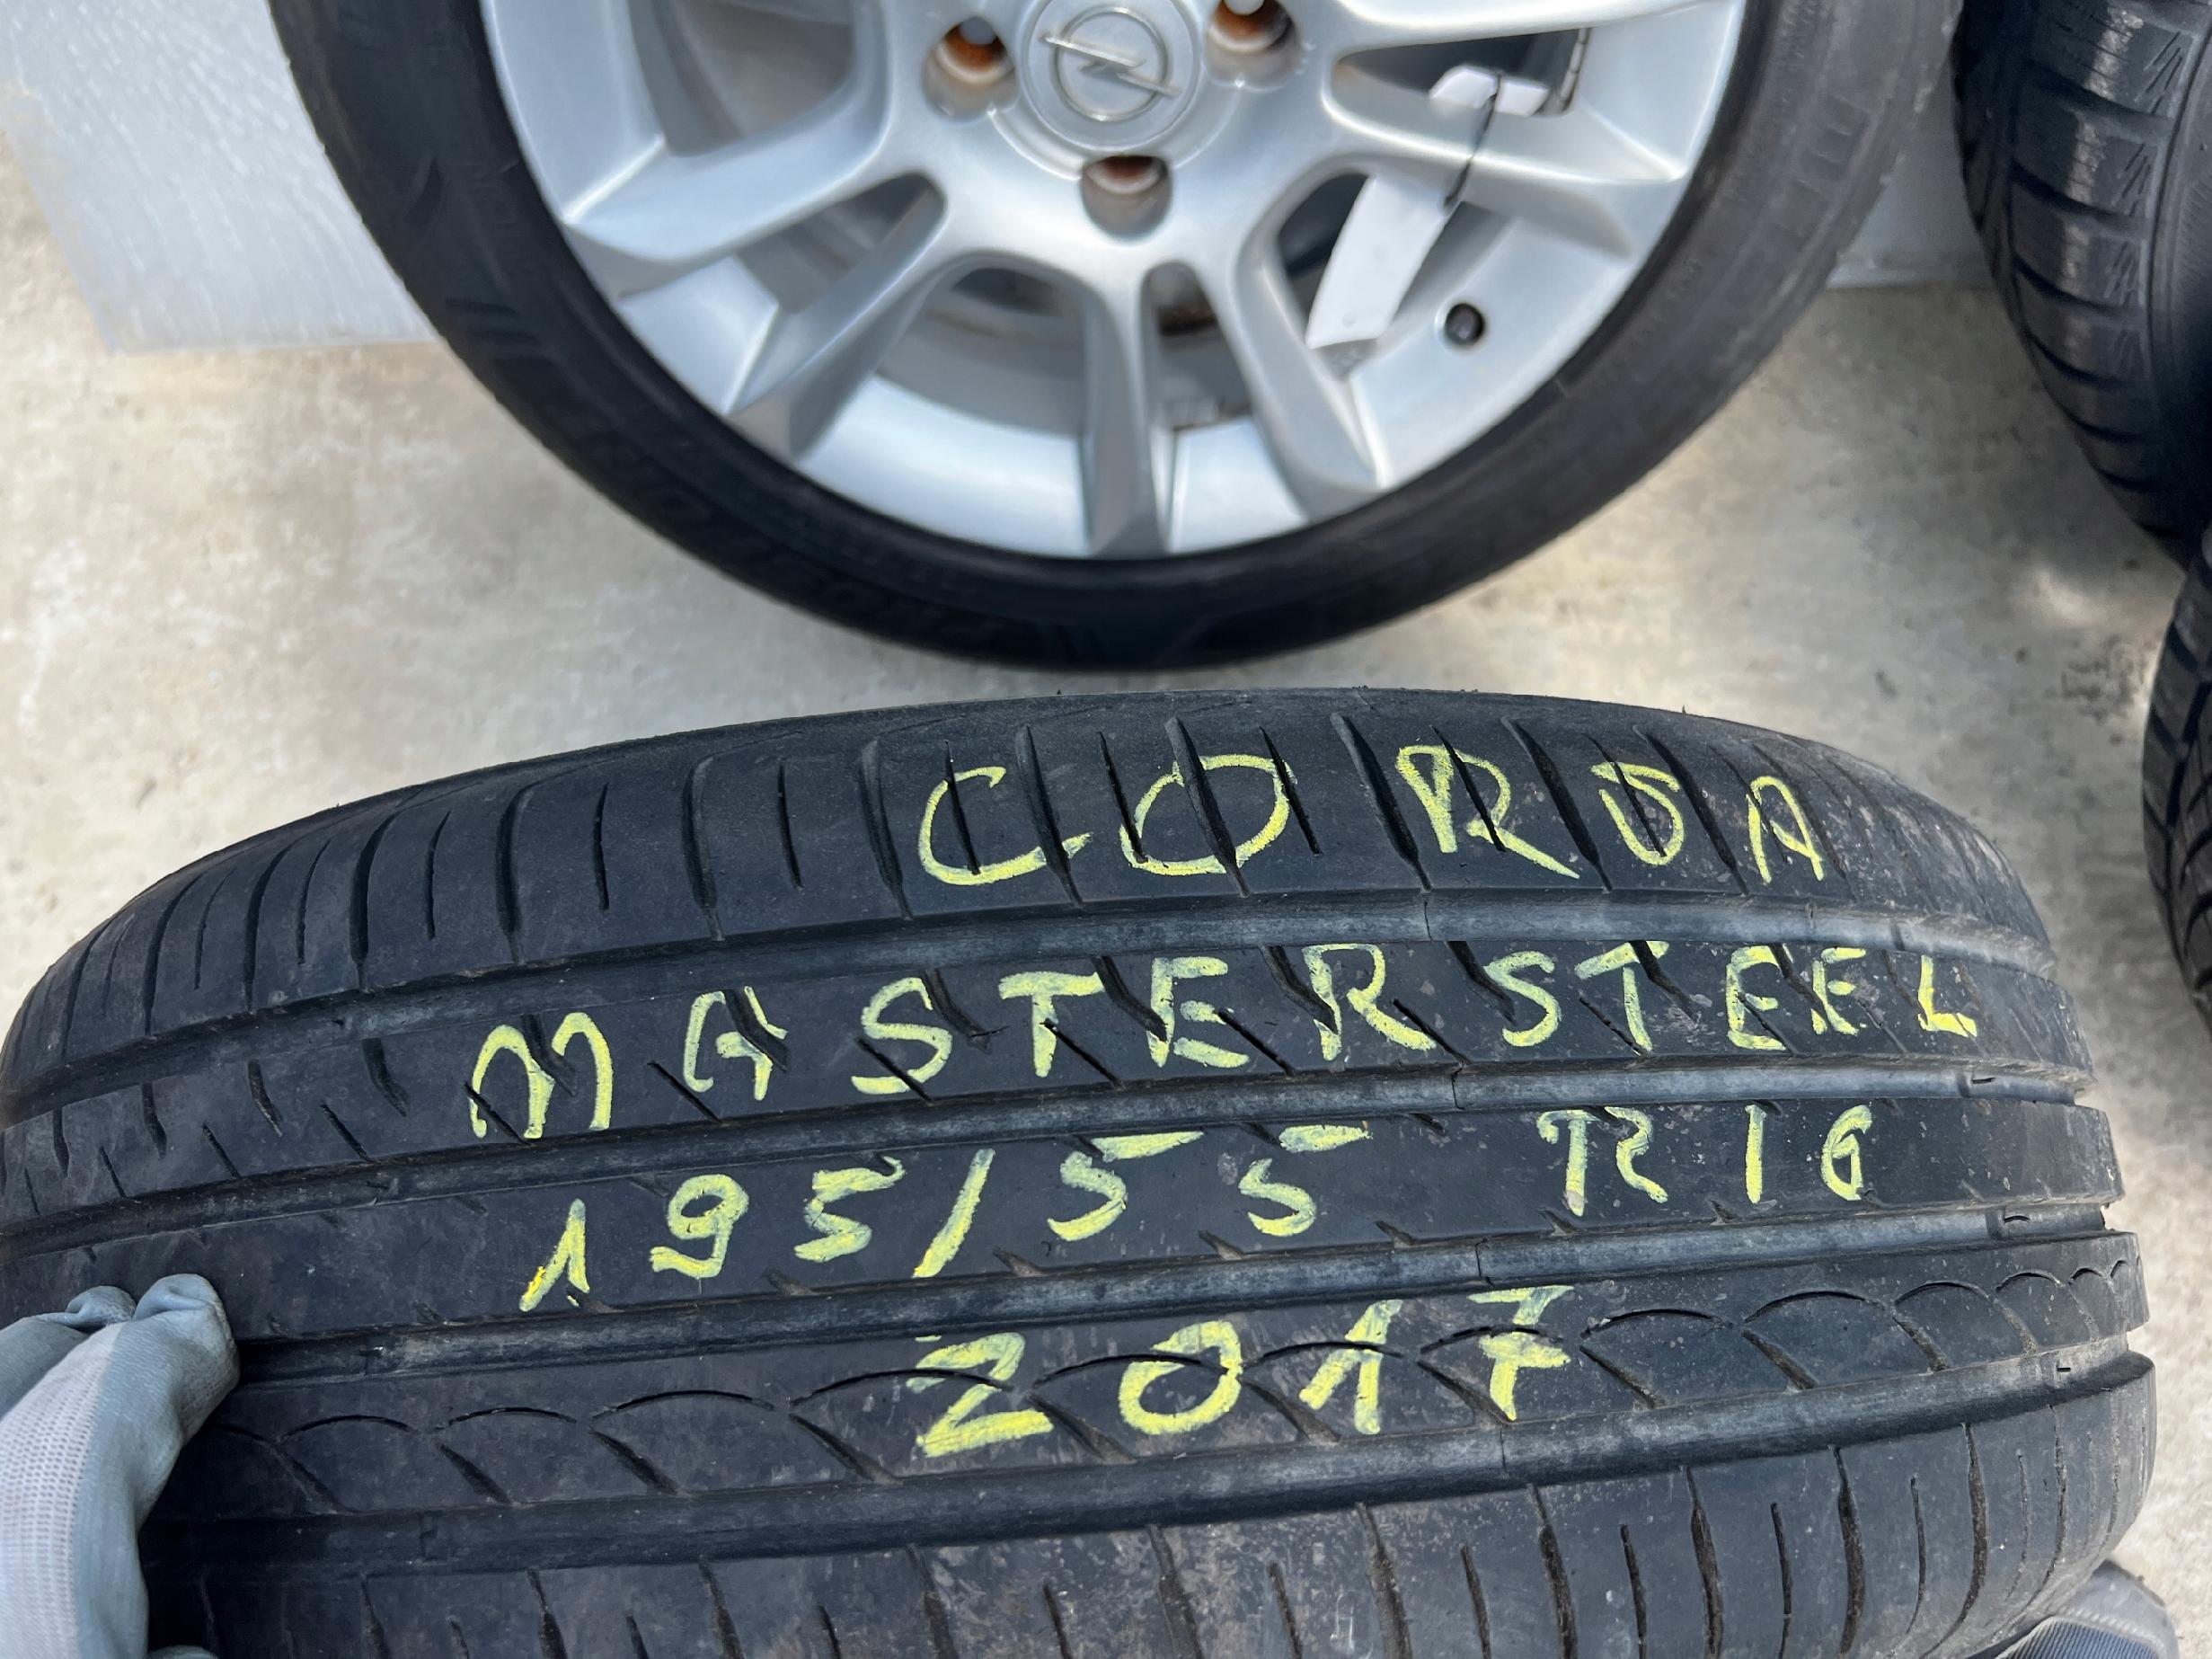 CORSA
MASTERSTEEL
195/55 R16
2017